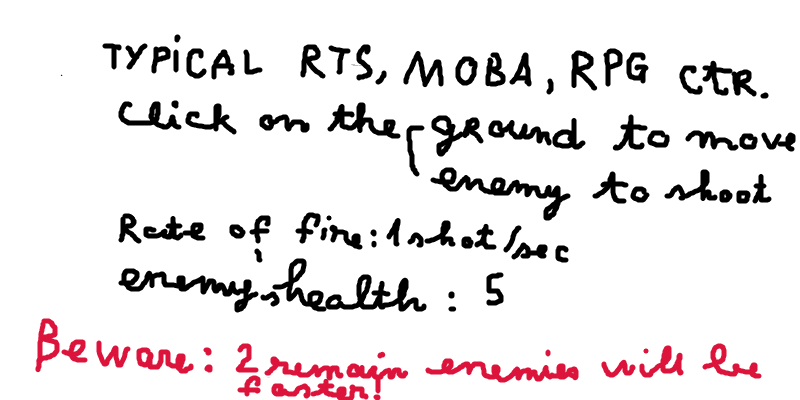 TYPiCAL RTS, MOBA, RPG CtR.
Click on the ground to move
enemy to shoot
Rate of fire: 1 shot/sec
enemy's health: 5
Beware: 2 remain enemies will be
faster!